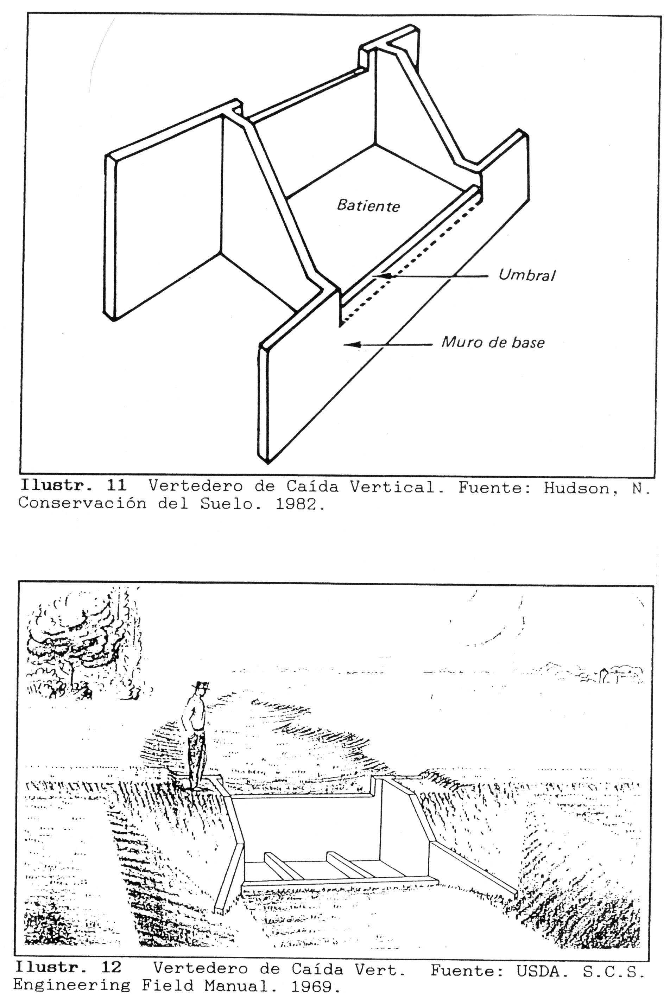 Batiente
Umbral
Muro de base
Ilustr. 11 Vertedero de Caída Vertical. Fuente: Hudson, N.
Conservación del Suelo. 1982.
Ilustr. 12 Vertedero de Caída Vert. Fuente: USDA. S.C.S.
Engineering Field Manual. 1969.